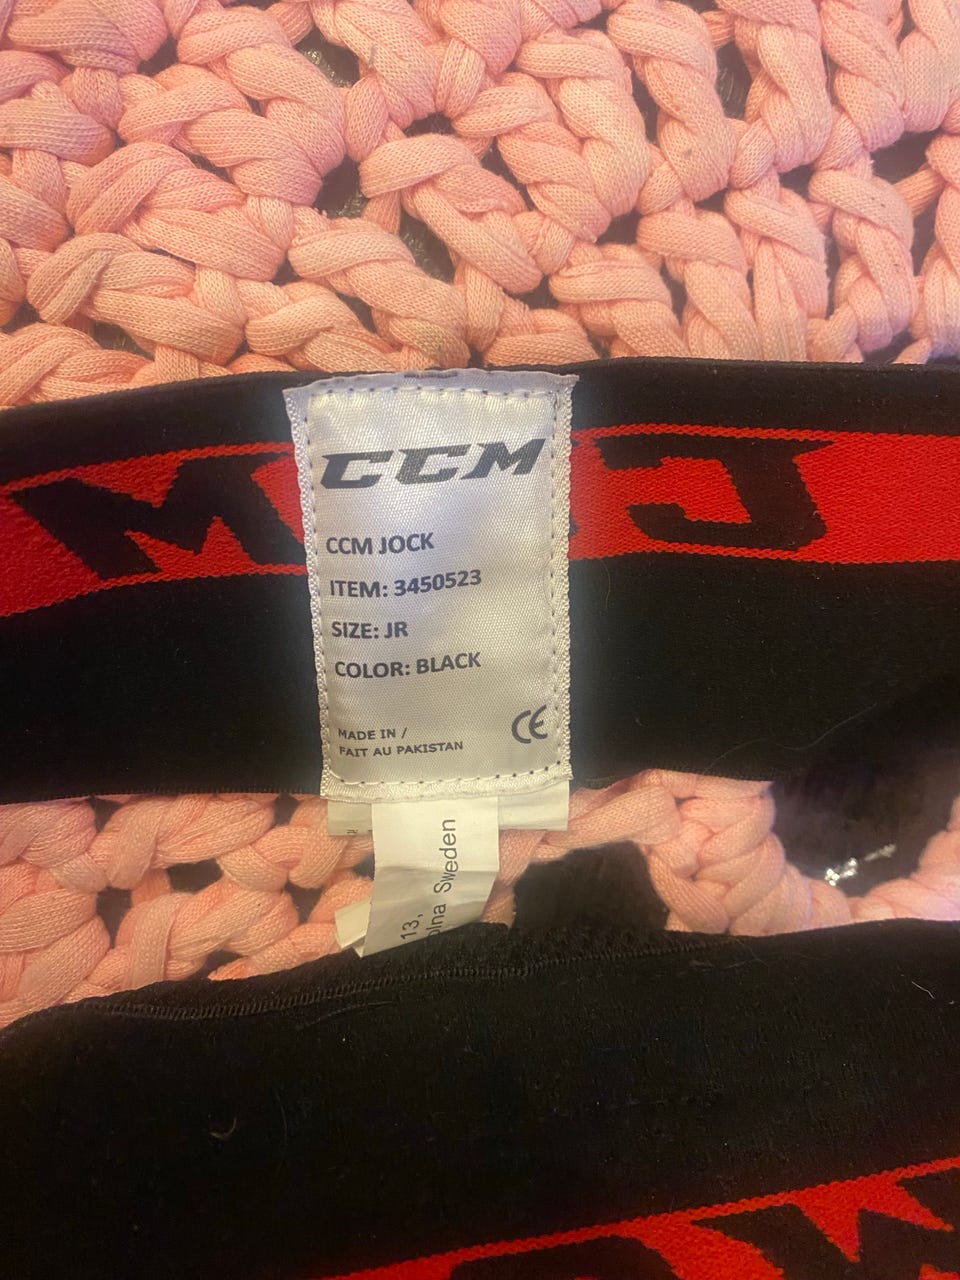 CCM
CCM JOCK
ITEM: 3450523
SIZE: JR
COLOR: BLACK
MADE IN /
FAIT AU PAKISTAN
CE
13,
Sweden